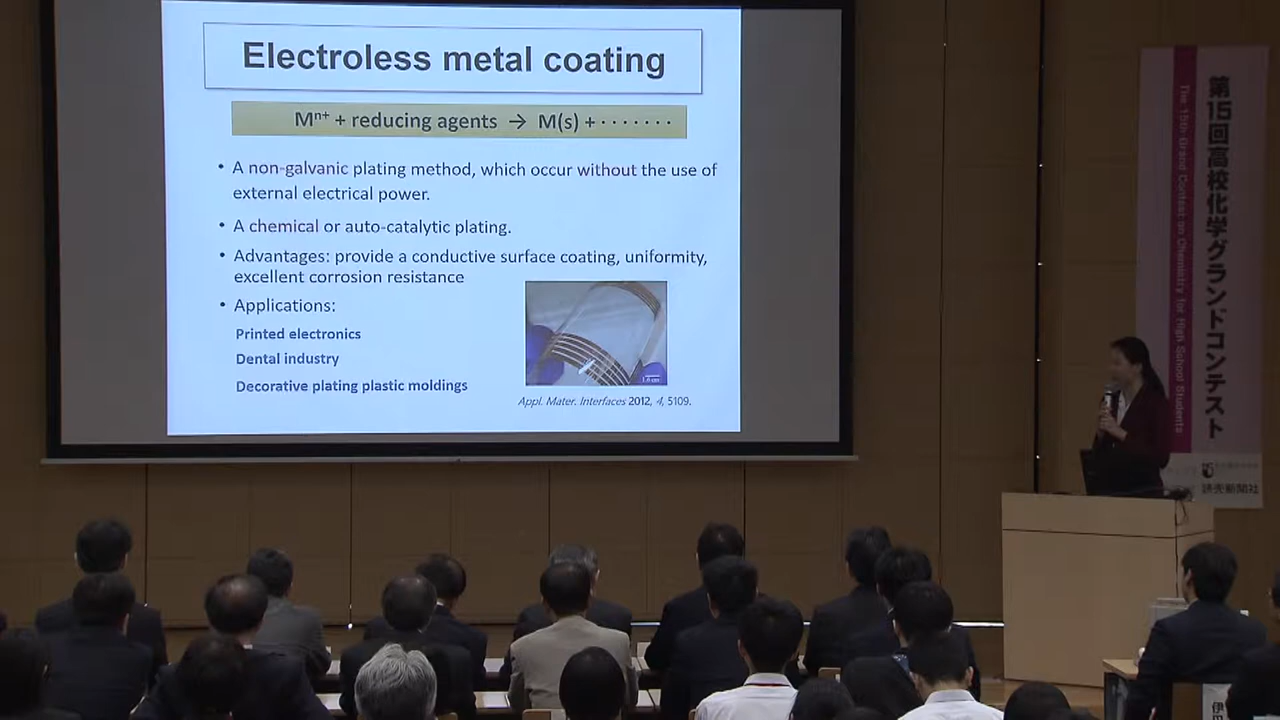 Electroless metal coating
Mⁿ⁺ + reducing agents → M(s) + · · · · · · ·
• A non-galvanic plating method, which occur without the use of
external electrical power.
• A chemical or auto-catalytic plating.
• Advantages: provide a conductive surface coating, uniformity,
excellent corrosion resistance
• Applications:
Printed electronics
Dental industry
Decorative plating plastic moldings
Appl. Mater. Interfaces 2012, 4, 5109.
第15回高校化学グランドコンテスト
The 15th Grand Contest on Chemistry for High School Students
読売新聞社